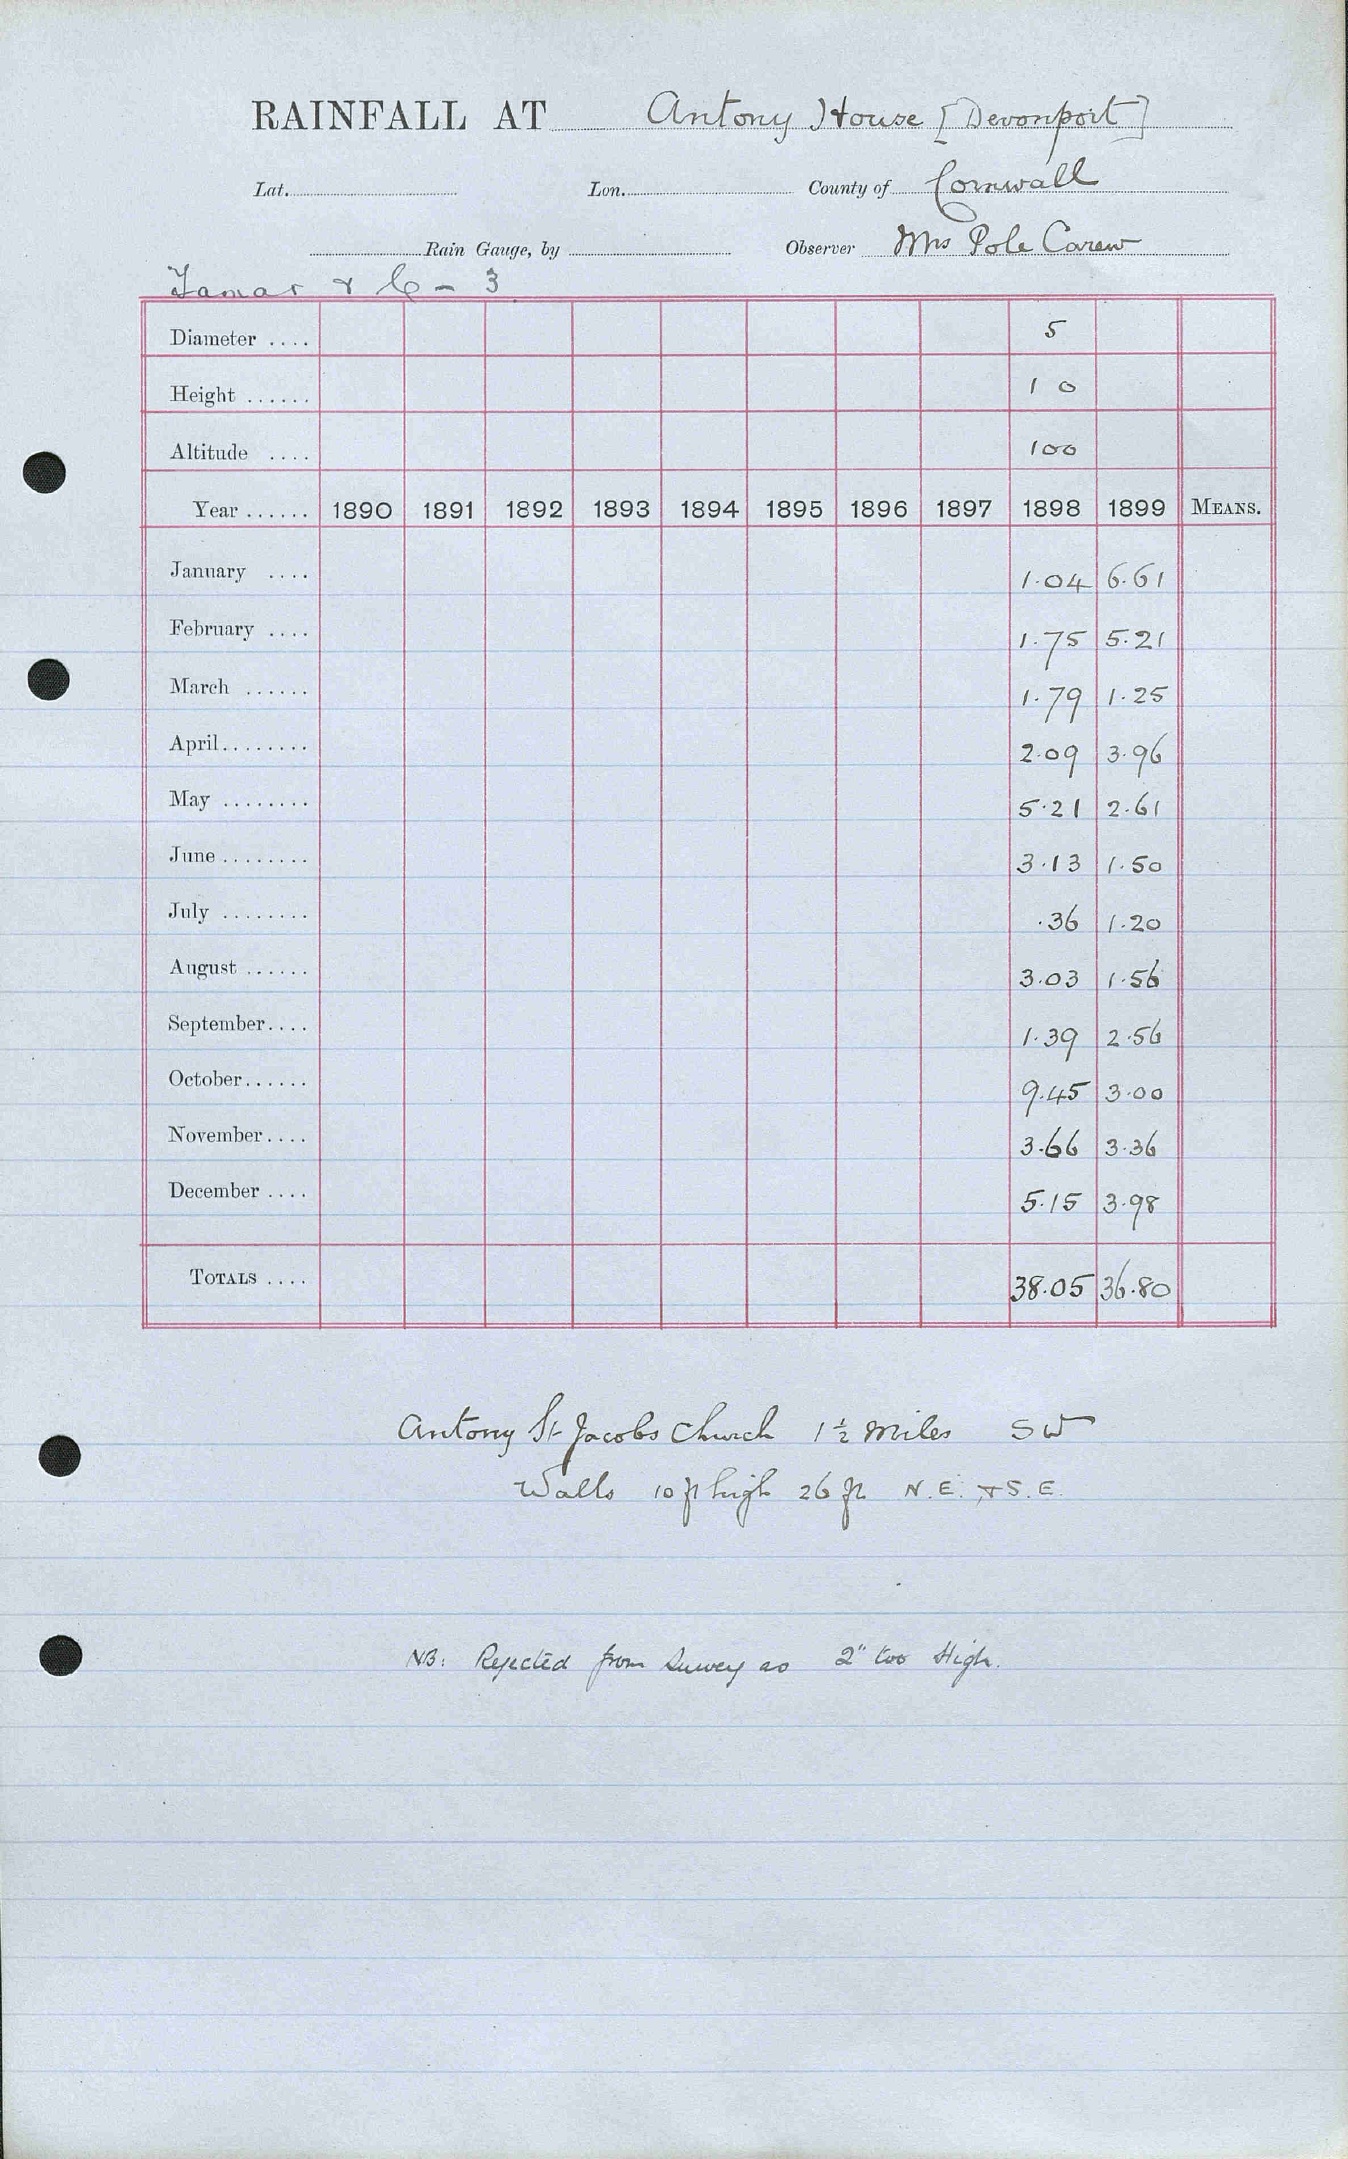 RAINFALL AT Antony House [Devonport]
Lat. Lon. County of Cornwall
Rain Gauge, by Observer Mrs Pole Carew
Tamar & C - 3
Diameter .... 5
Height ...... 1 0
Altitude .... 100
Year ...... 1890 1891 1892 1893 1894 1895 1896 1897 1898 1899 MEANS.
January .... 1.04 6.61
February .... 1.75 5.21
March ...... 1.79 1.25
April........ 2.09 3.96
May ........ 5.21 2.61
June ........ 3.13 1.50
July ........ .36 1.20
August ...... 3.03 1.56
September.... 1.39 2.56
October...... 9.45 3.00
November.... 3.66 3.36
December .... 5.15 3.98
TOTALS .... 38.05 36.80
Antony St Jacobs Church 1½ miles SW
Walls 10 ft high 26 ft N.E. & S.E.
NB: Rejected from Survey as 2" too High.